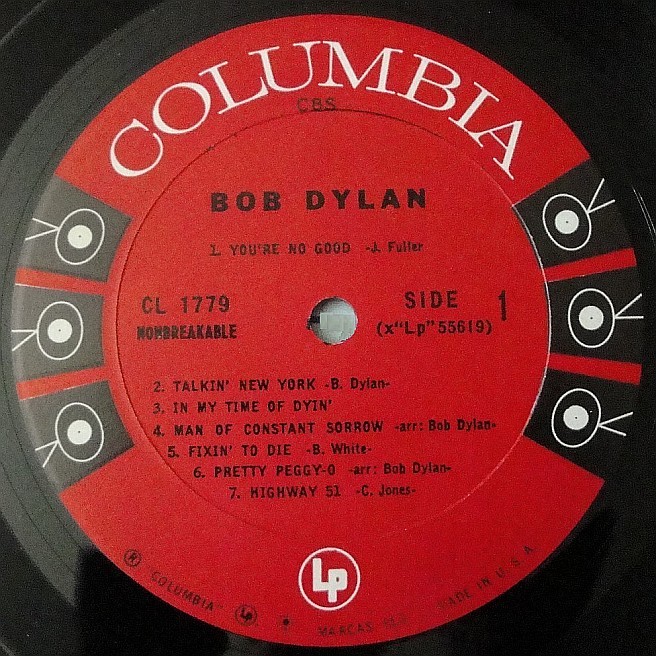 COLUMBIA
CBS
BOB DYLAN
1. YOU'RE NO GOOD -J. Fuller
CL 1779
NONBREAKABLE
SIDE 1
(x"Lp"55619)
2. TALKIN' NEW YORK -B. Dylan-
3. IN MY TIME OF DYIN'
4. MAN OF CONSTANT SORROW -arr: Bob Dylan-
5. FIXIN' TO DIE -B. White-
6. PRETTY PEGGY-O -arr: Bob Dylan-
7. HIGHWAY 51 -C. Jones-
Lp
® "COLUMBIA" Lp MARCAS MADE IN U.S.A.